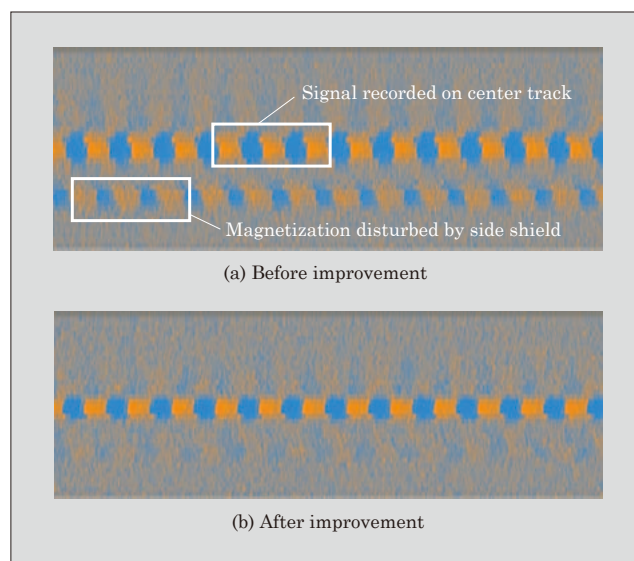 Signal recorded on center track
Magnetization disturbed by side shield
(a) Before improvement
(b) After improvement